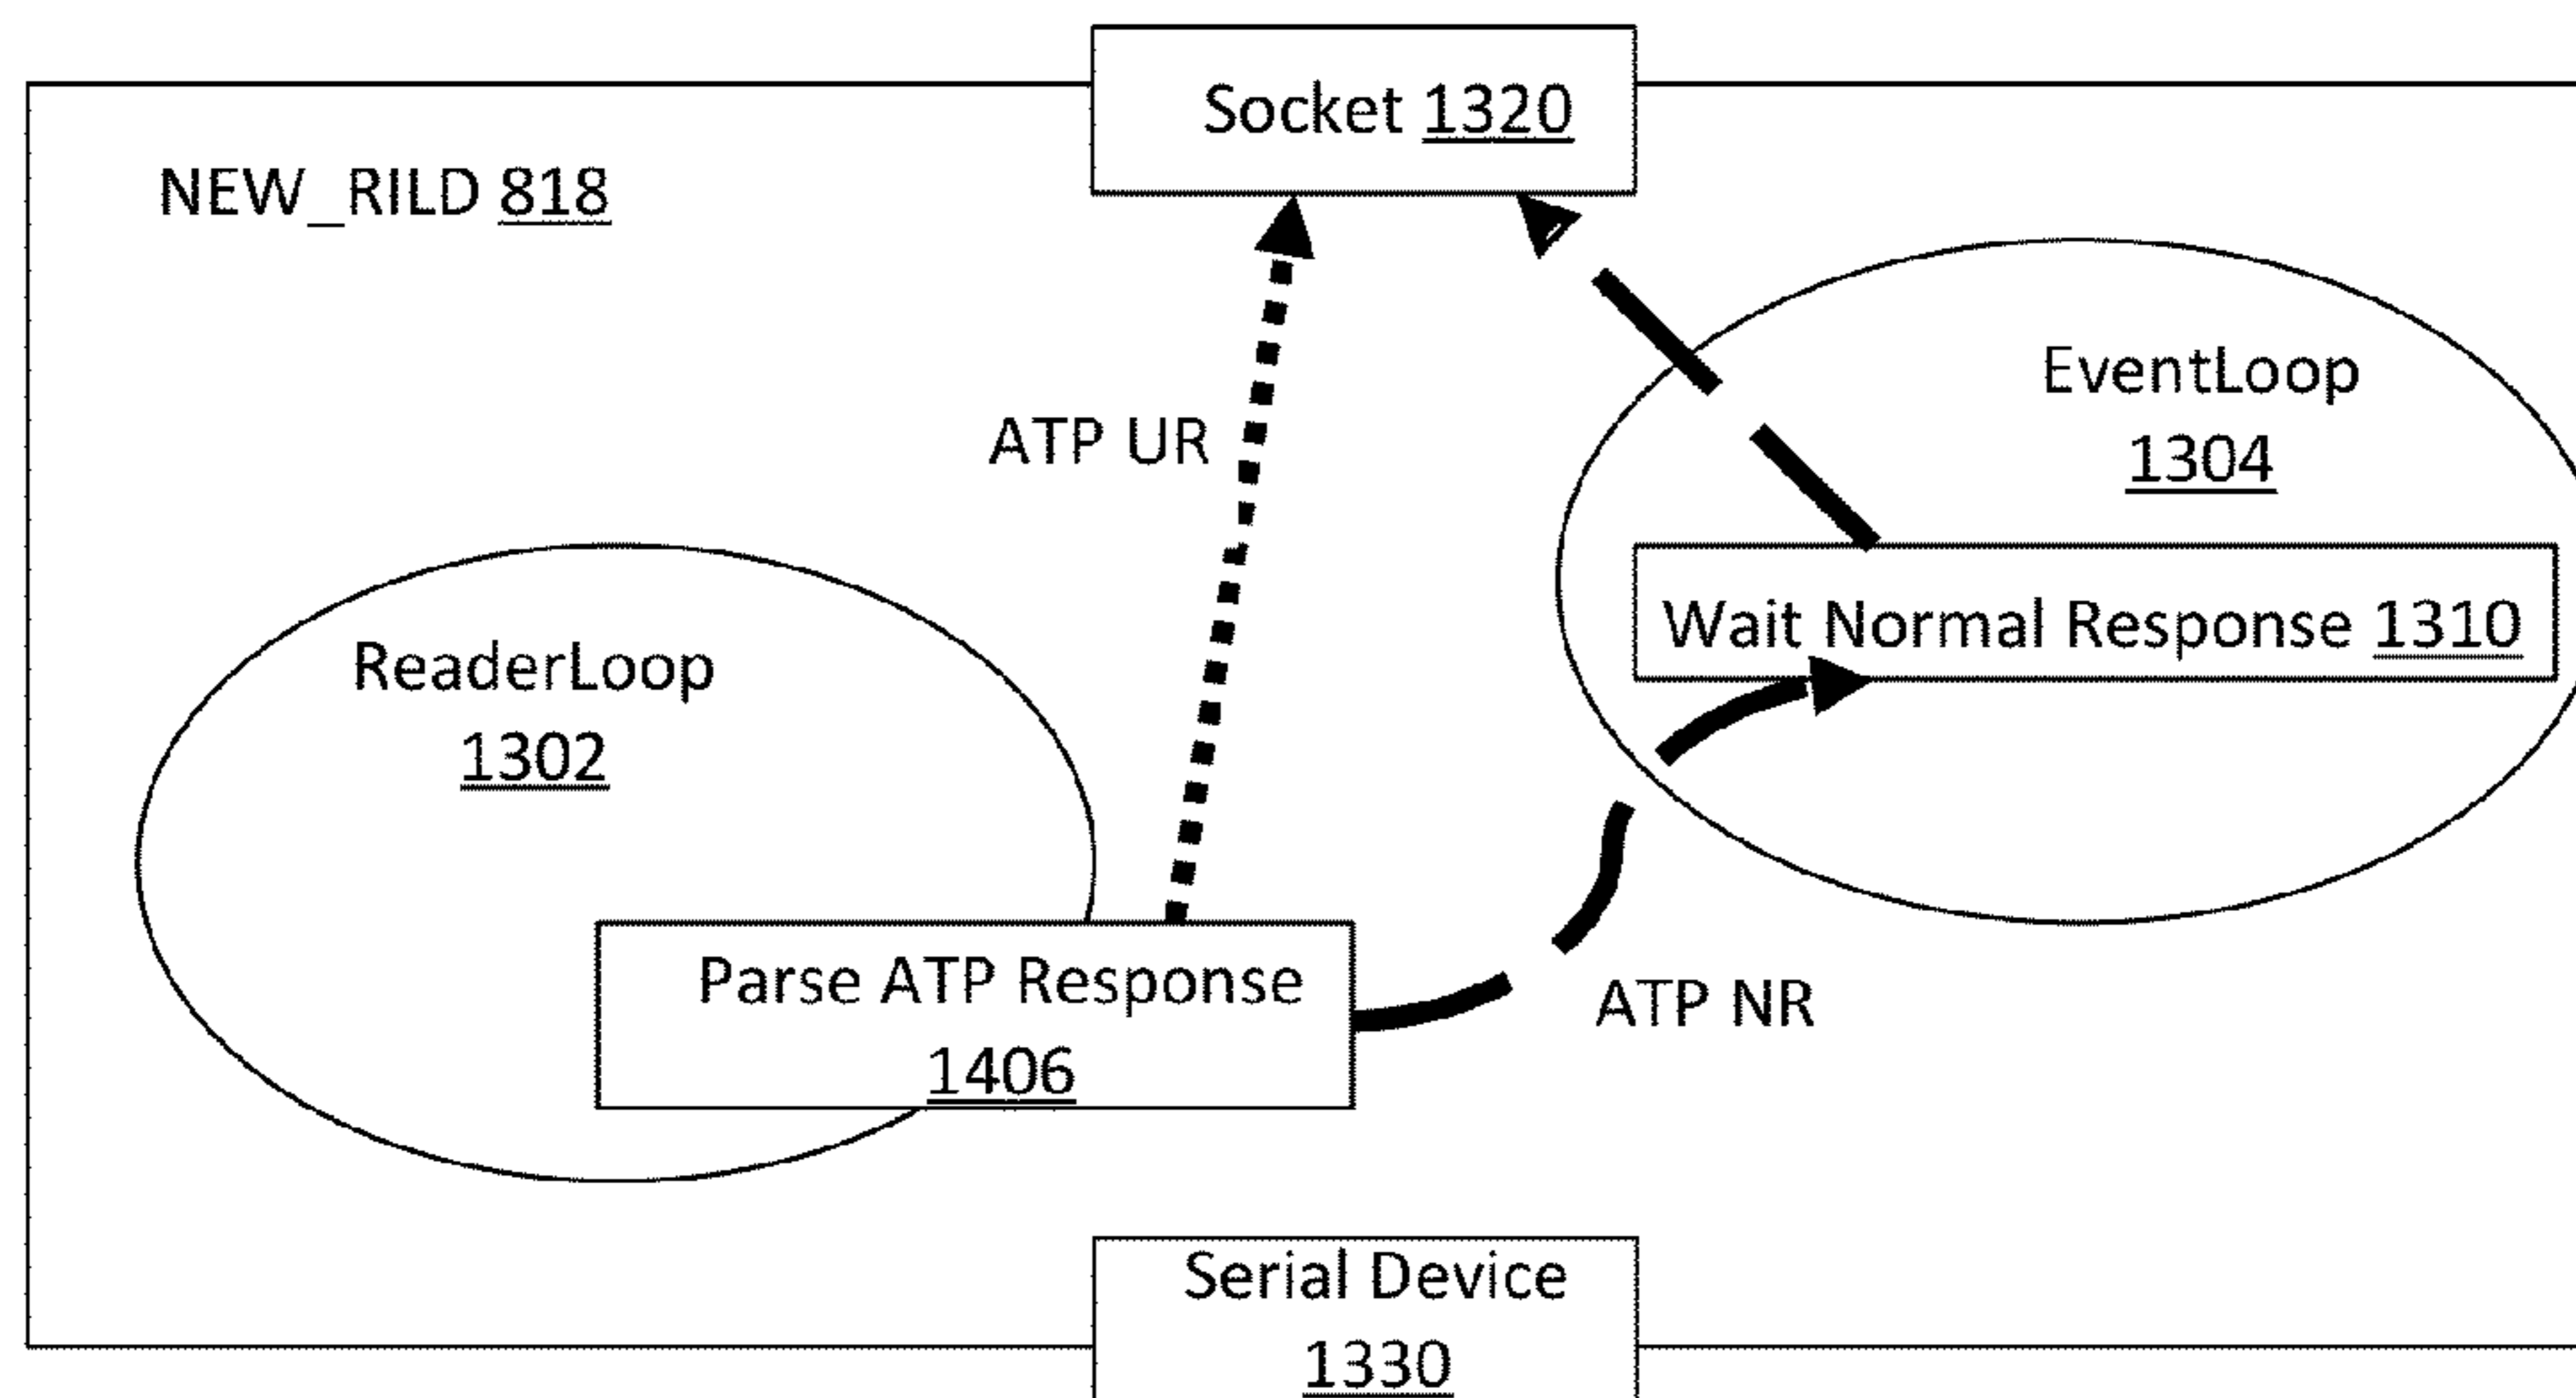 Socket 1320
NEW_RILD 818
EventLoop
1304
ATP UR
Wait Normal Response 1310
ReaderLoop
1302
Parse ATP Response
1406
ATP NR
Serial Device
1330